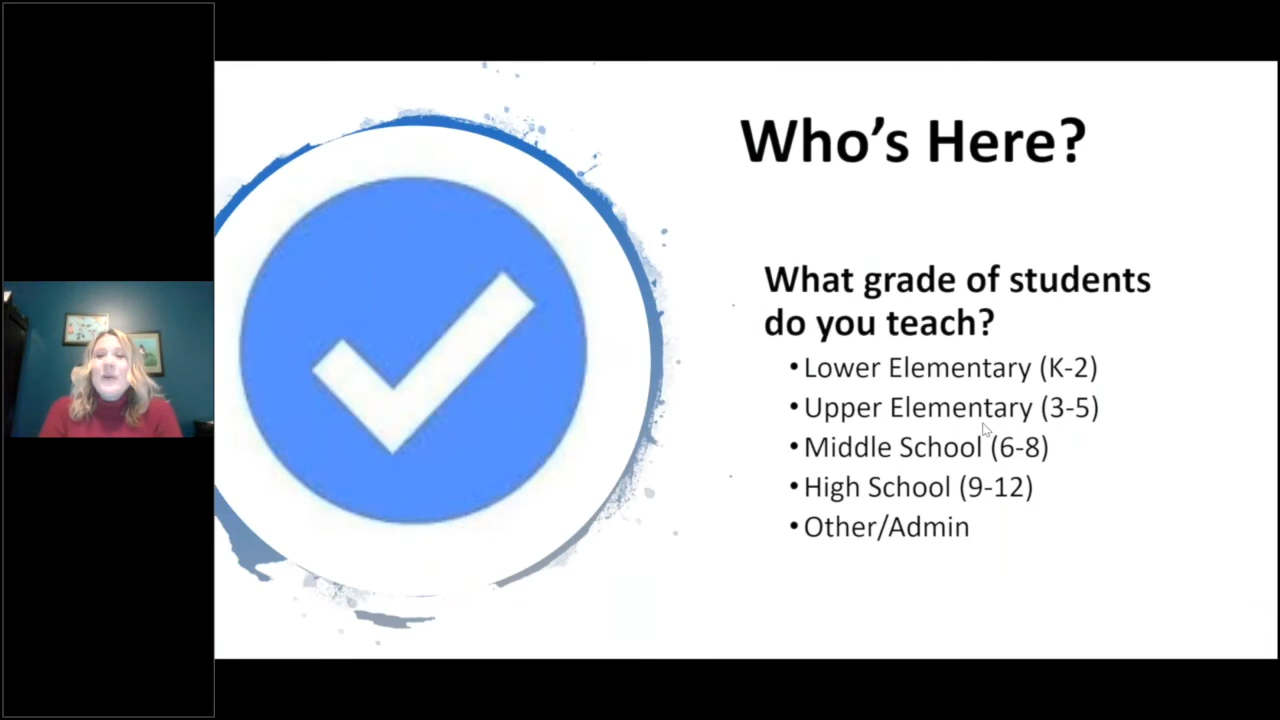 Who’s Here?
What grade of students
do you teach?
•Lower Elementary (K-2)
•Upper Elementary (3-5)
•Middle School (6-8)
•High School (9-12)
•Other/Admin